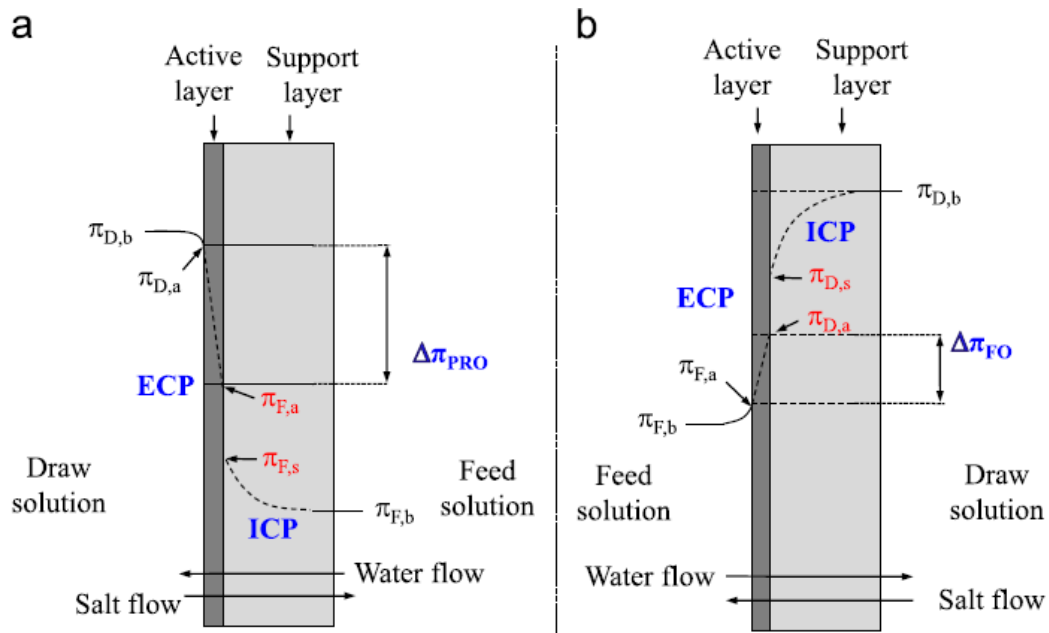 a
Active
layer
Support
layer
π_D,b
π_D,a
Δπ_PRO
ECP
π_F,a
π_F,s
Draw
solution
Feed
solution
π_F,b
ICP
Water flow
Salt flow
b
Active
layer
Support
layer
π_D,b
ICP
π_D,s
ECP
π_D,a
Δπ_FO
π_F,a
π_F,b
Feed
solution
Draw
solution
Water flow
Salt flow